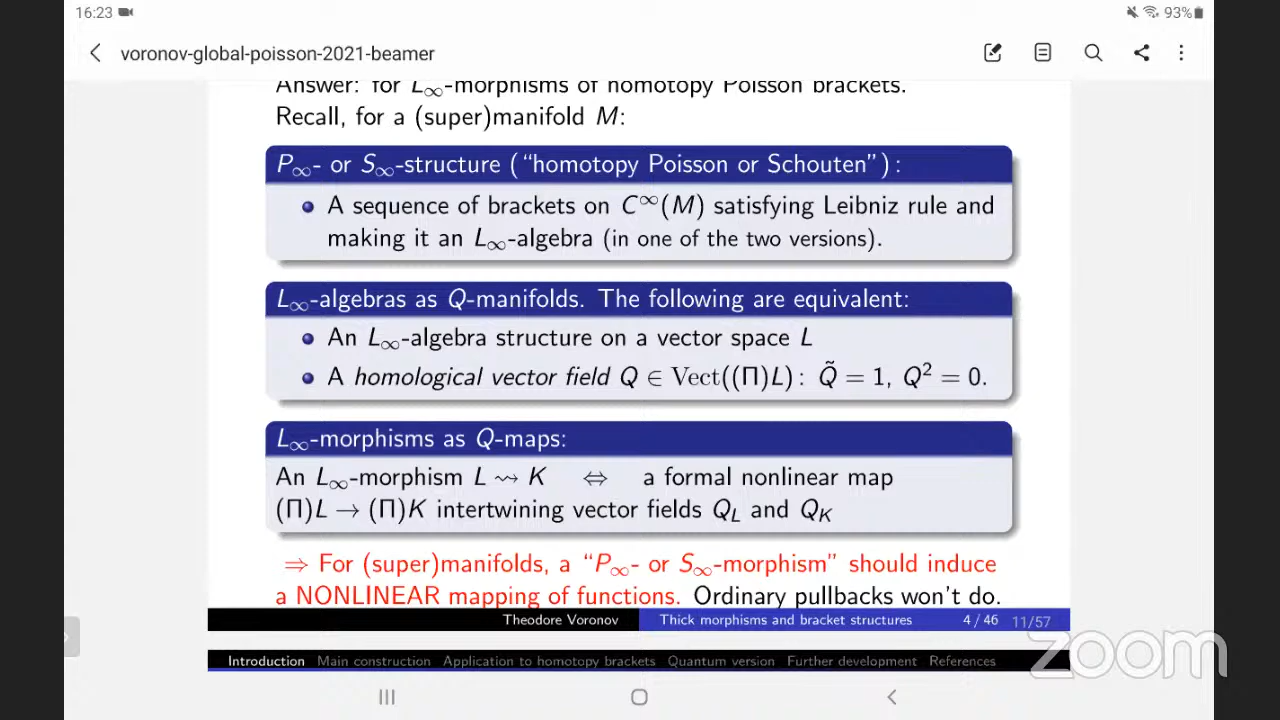 16:23
93%
voronov-global-poisson-2021-beamer
Answer: for L∞-morphisms of homotopy Poisson brackets.
Recall, for a (super)manifold M:
P∞- or S∞-structure (“homotopy Poisson or Schouten”):
A sequence of brackets on C^∞(M) satisfying Leibniz rule and
making it an L∞-algebra (in one of the two versions).
L∞-algebras as Q-manifolds. The following are equivalent:
An L∞-algebra structure on a vector space L
A homological vector field Q ∈ Vect((Π)L): Q̃ = 1, Q² = 0.
L∞-morphisms as Q-maps:
An L∞-morphism L ⇝ K ⇔ a formal nonlinear map
(Π)L → (Π)K intertwining vector fields Q_L and Q_K
⇒ For (super)manifolds, a “P∞- or S∞-morphism” should induce
a NONLINEAR mapping of functions. Ordinary pullbacks won’t do.
Theodore Voronov Thick morphisms and bracket structures 4 / 46 11/57
Introduction Main construction Application to homotopy brackets Quantum version Further development References
zoom